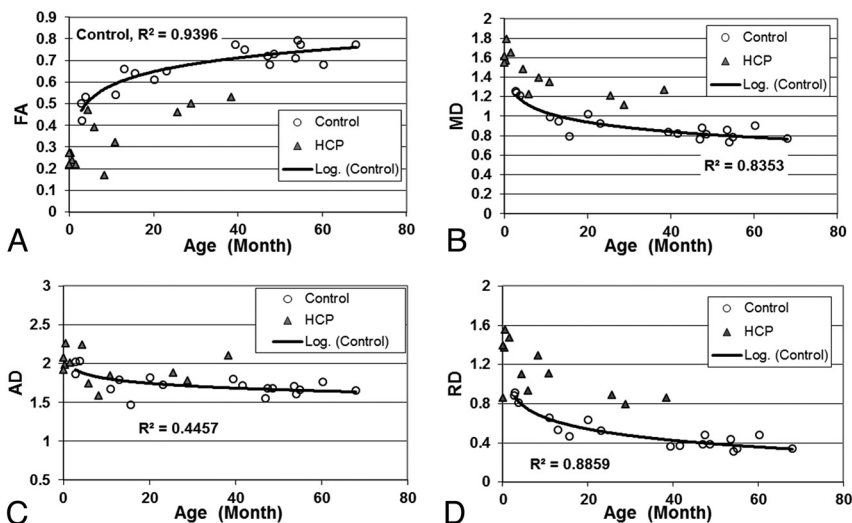 0.9
0.8
0.7
0.6
0.5
0.4
0.3
0.2
0.1
0
FA
Control, R² = 0.9396
Control
HCP
Log. (Control)
0 20 40 60 80
Age (Month)
A
2
1.8
1.6
1.4
1.2
1
0.8
0.6
0.4
0.2
0
MD
Control
HCP
Log. (Control)
R² = 0.8353
0 20 40 60 80
Age (Month)
B
3
2.5
2
1.5
1
0.5
AD
Control
HCP
Log. (Control)
R² = 0.4457
0 20 40 60 80
Age (Month)
C
2
1.6
1.2
0.8
0.4
0
RD
Control
HCP
Log. (Control)
R² = 0.8859
0 20 40 60 80
Age (Month)
D